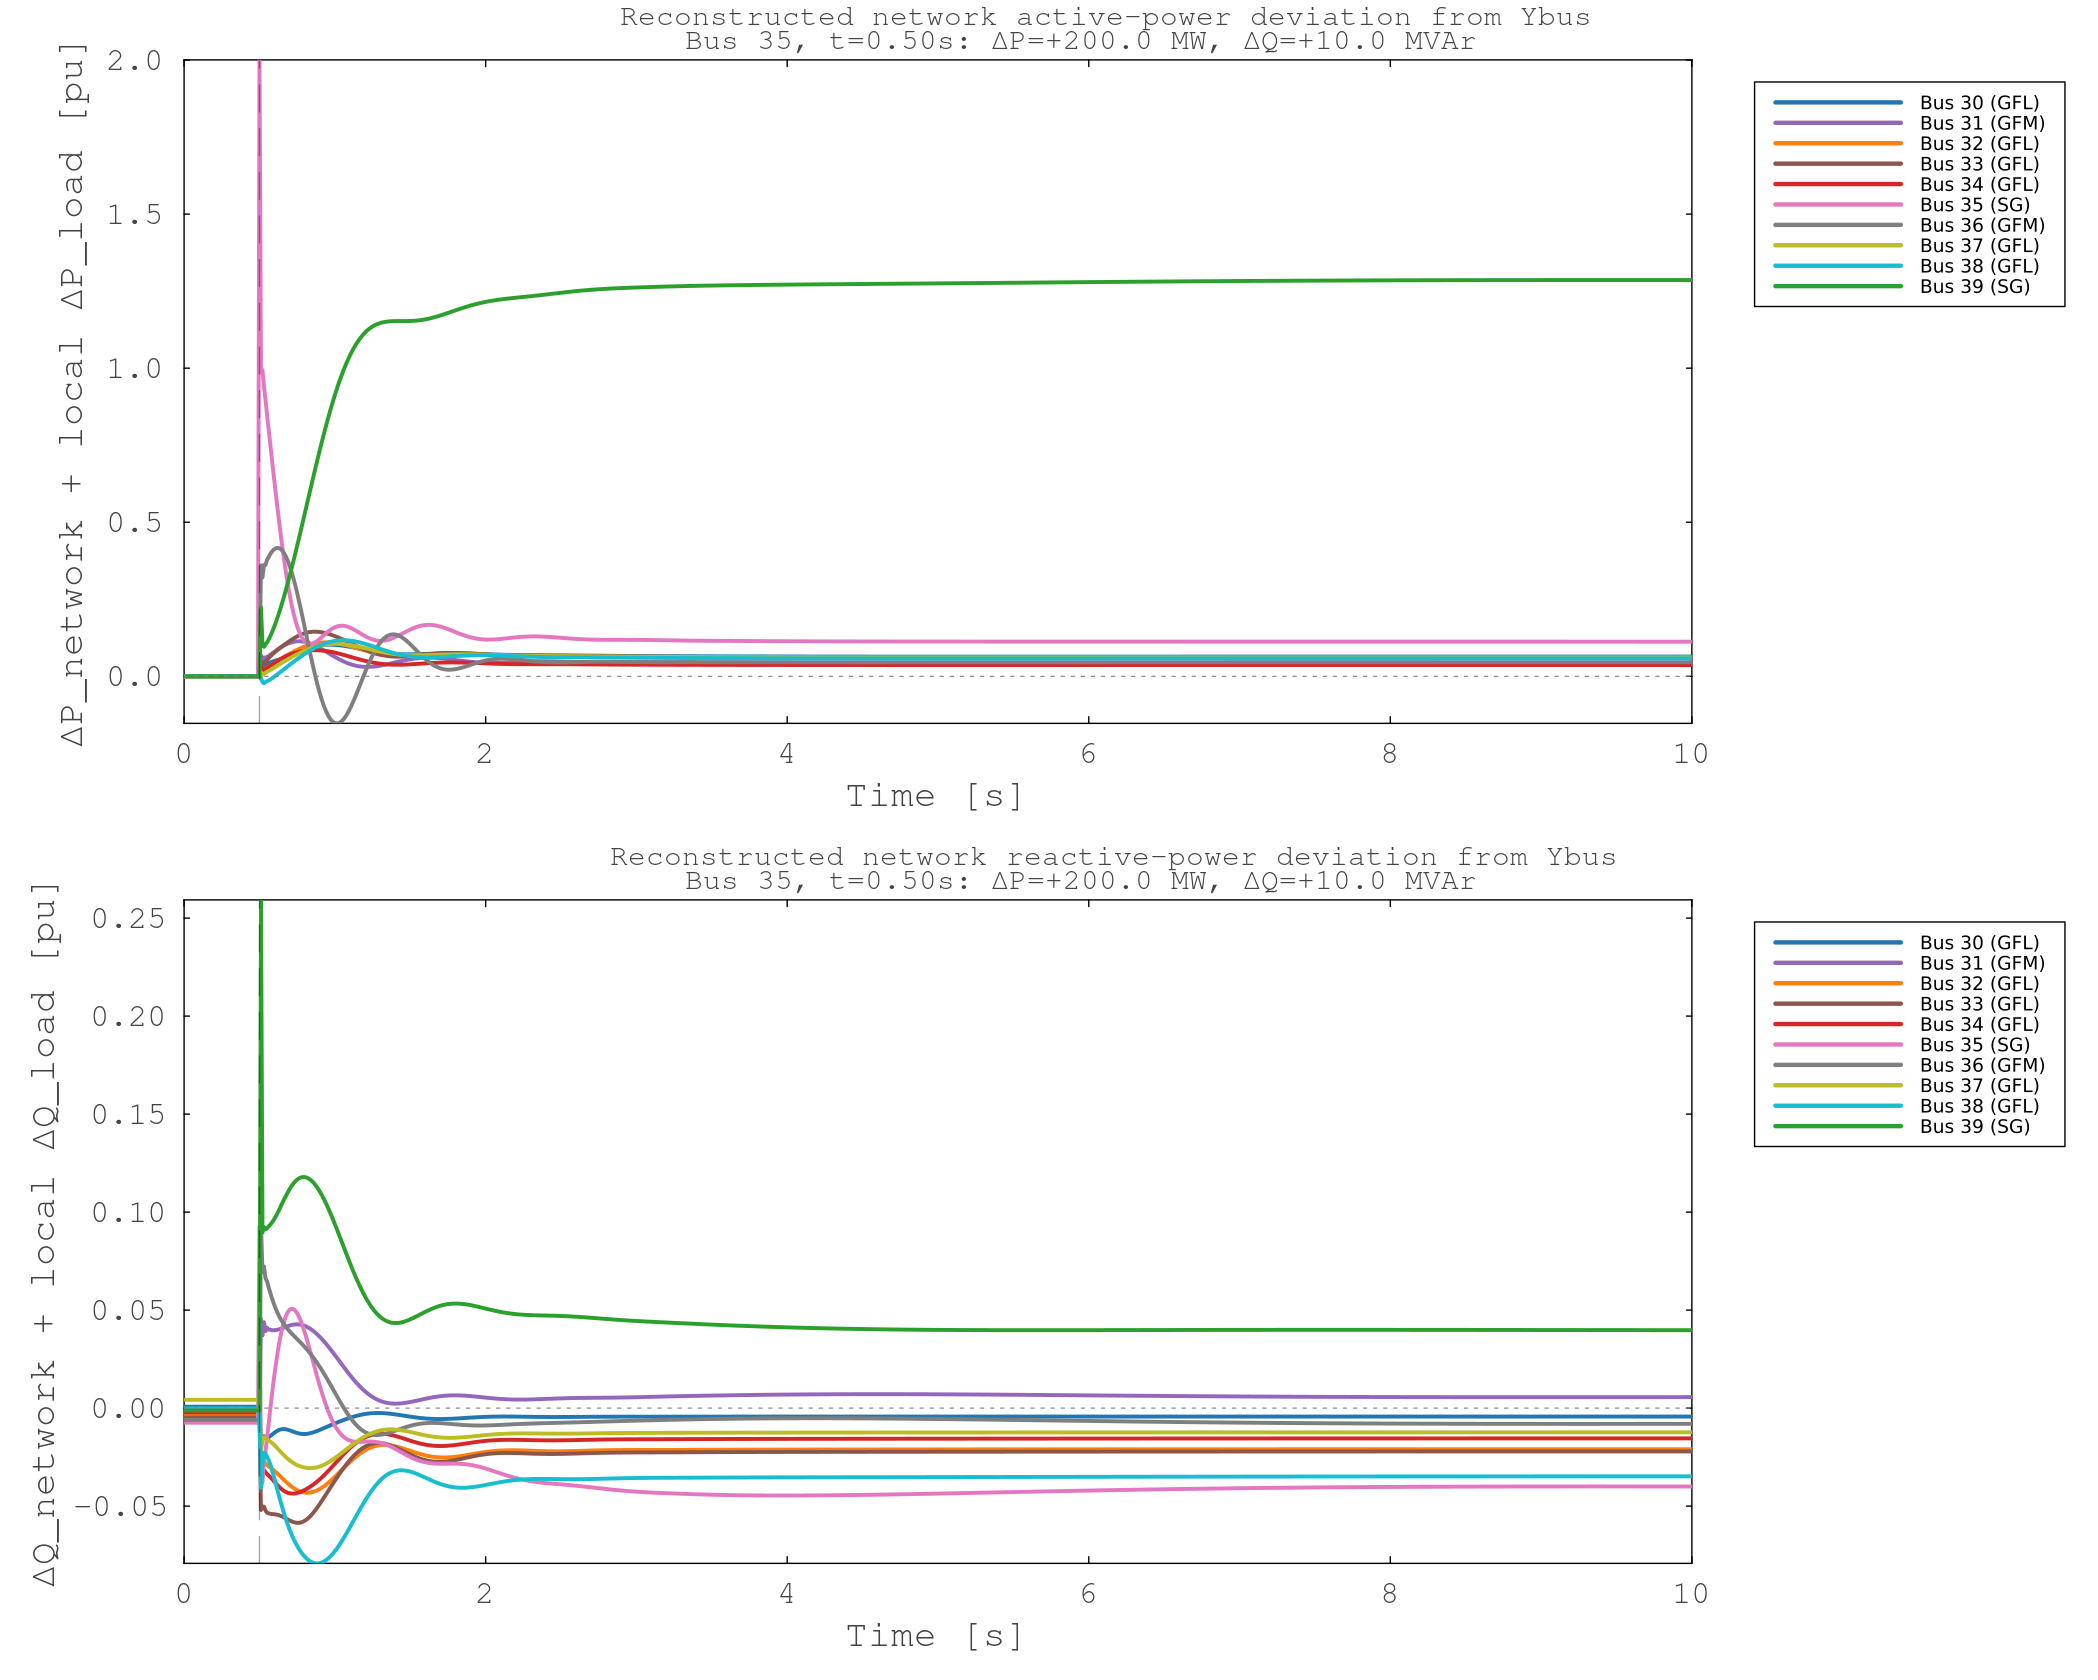 Reconstructed network active-power deviation from Ybus
Bus 35, t=0.50s: ΔP=+200.0 MW, ΔQ=+10.0 MVAr
ΔP_network + local ΔP_load [pu]
2.0
1.5
1.0
0.5
0.0
0 2 4 6 8 10
Time [s]
Bus 30 (GFL)
Bus 31 (GFM)
Bus 32 (GFL)
Bus 33 (GFL)
Bus 34 (GFL)
Bus 35 (SG)
Bus 36 (GFM)
Bus 37 (GFL)
Bus 38 (GFL)
Bus 39 (SG)
Reconstructed network reactive-power deviation from Ybus
Bus 35, t=0.50s: ΔP=+200.0 MW, ΔQ=+10.0 MVAr
ΔQ_network + local ΔQ_load [pu]
0.25
0.20
0.15
0.10
0.05
0.00
−0.05
0 2 4 6 8 10
Time [s]
Bus 30 (GFL)
Bus 31 (GFM)
Bus 32 (GFL)
Bus 33 (GFL)
Bus 34 (GFL)
Bus 35 (SG)
Bus 36 (GFM)
Bus 37 (GFL)
Bus 38 (GFL)
Bus 39 (SG)